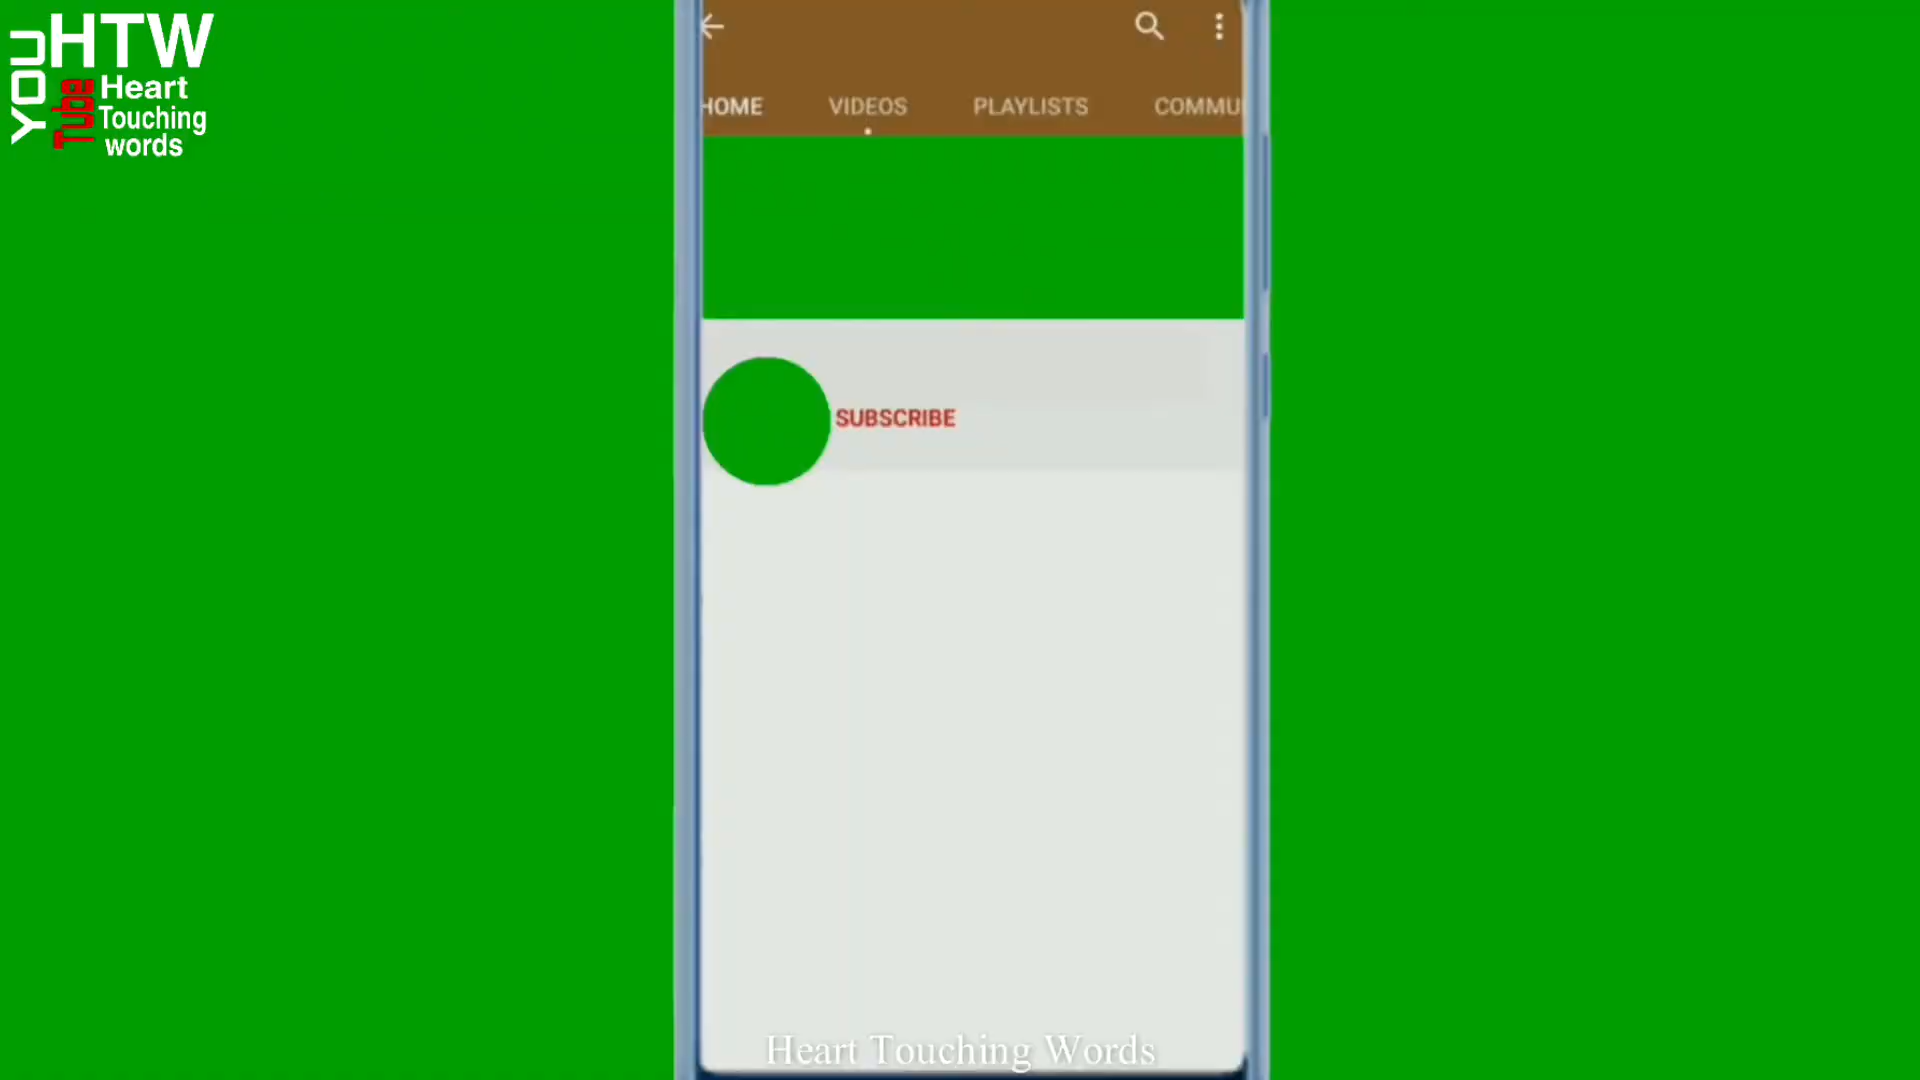 YOU
Tube
HTW
Heart
Touching
words
HOME VIDEOS PLAYLISTS COMMU
SUBSCRIBE
Heart Touching Words